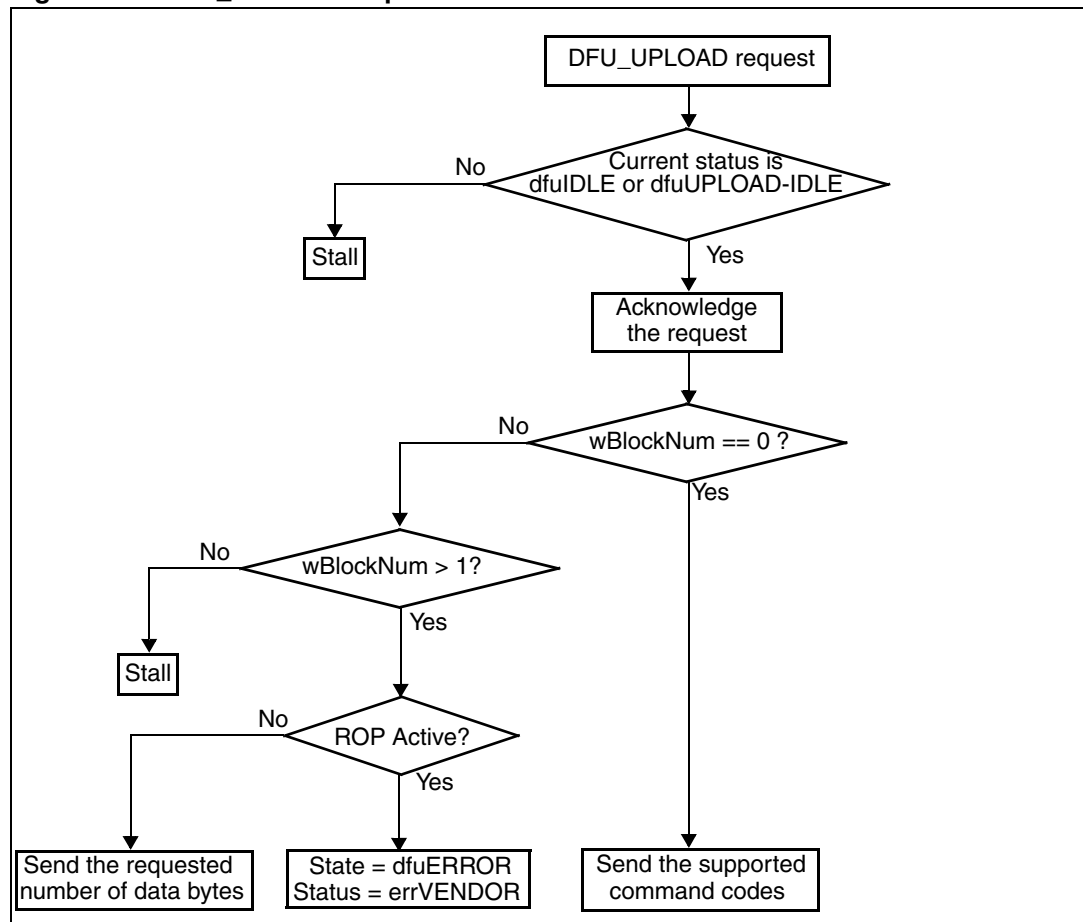 DFU_UPLOAD request
Current status is
dfuIDLE or dfuUPLOAD-IDLE
No
Stall
Yes
Acknowledge
the request
No
wBlockNum == 0 ?
Yes
No
wBlockNum > 1?
Yes
Stall
No
ROP Active?
Yes
Send the requested
number of data bytes
State = dfuERROR
Status = errVENDOR
Send the supported
command codes